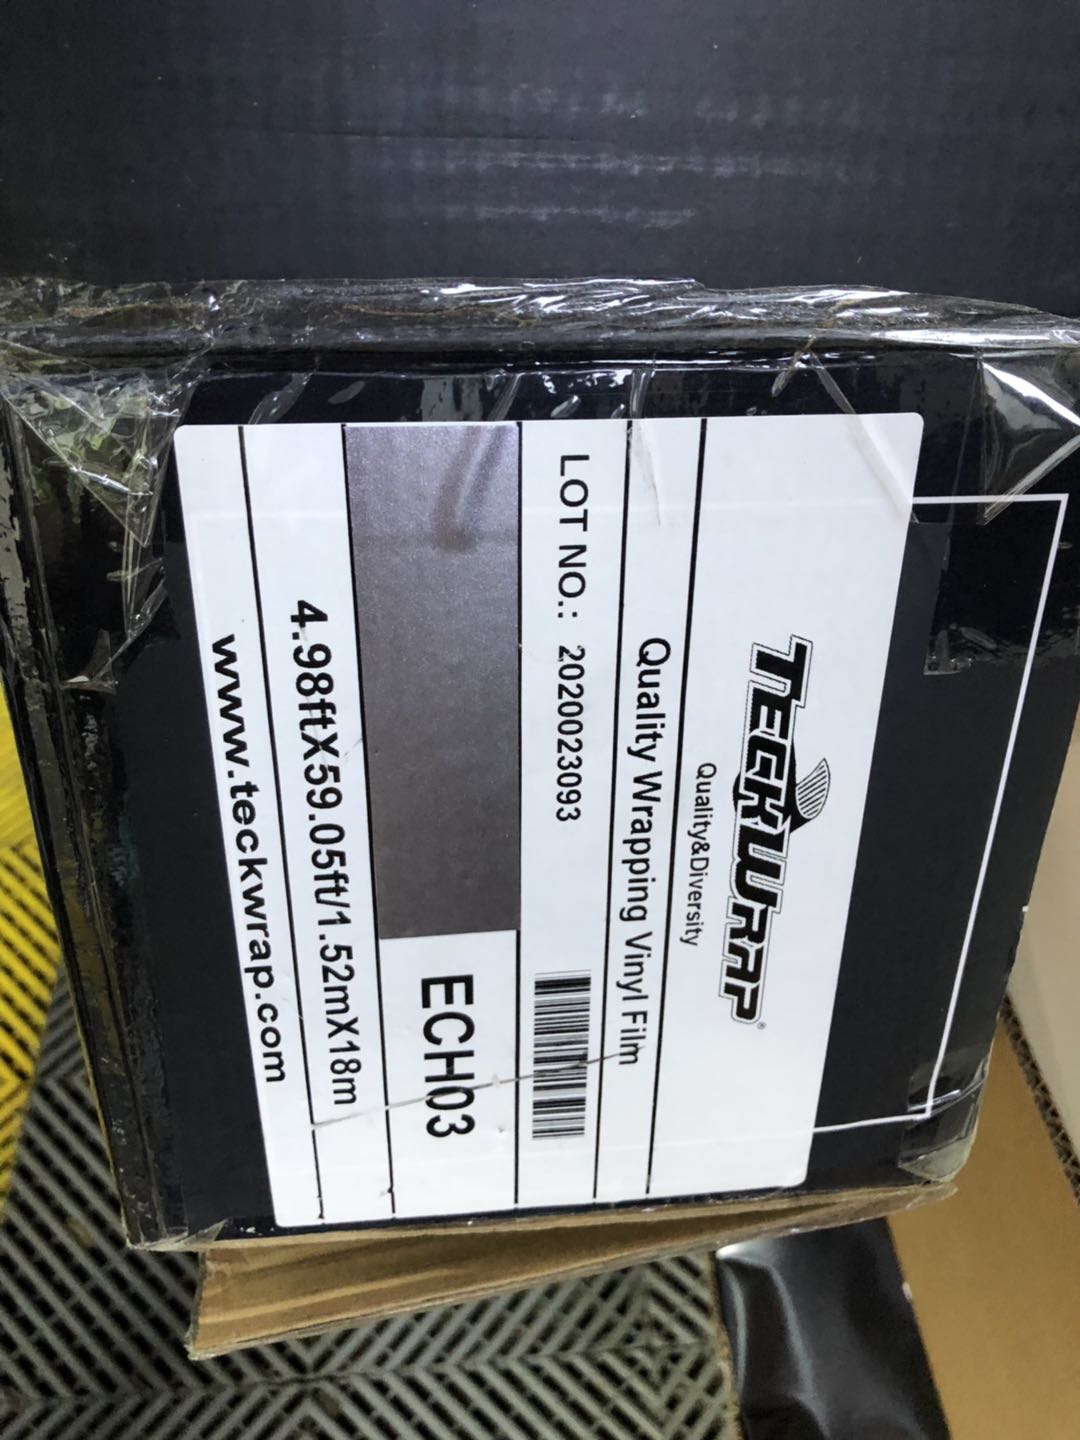 TECKWRAP®
Quality&Diversity
Quality Wrapping Vinyl Film
LOT NO.: 2020023093
ECH03
4.98ftX59.05ft/1.52mX18m
www.teckwrap.com